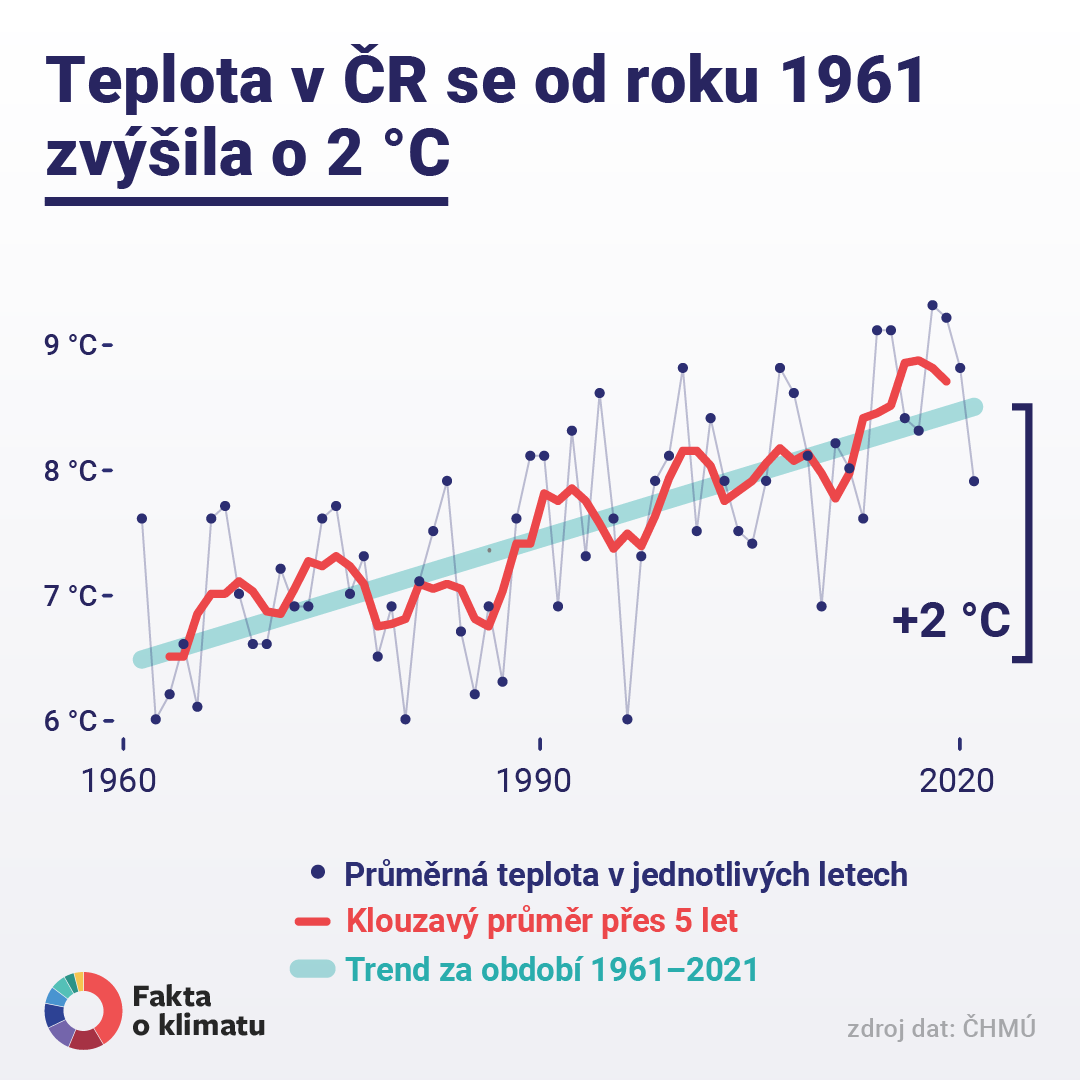 Teplota v ČR se od roku 1961
zvýšila o 2 °C
9 °C
8 °C
7 °C
6 °C
+2 °C
1960
1990
2020
Průměrná teplota v jednotlivých letech
Klouzavý průměr přes 5 let
Trend za období 1961–2021
Fakta
o klimatu
zdroj dat: ČHMÚ